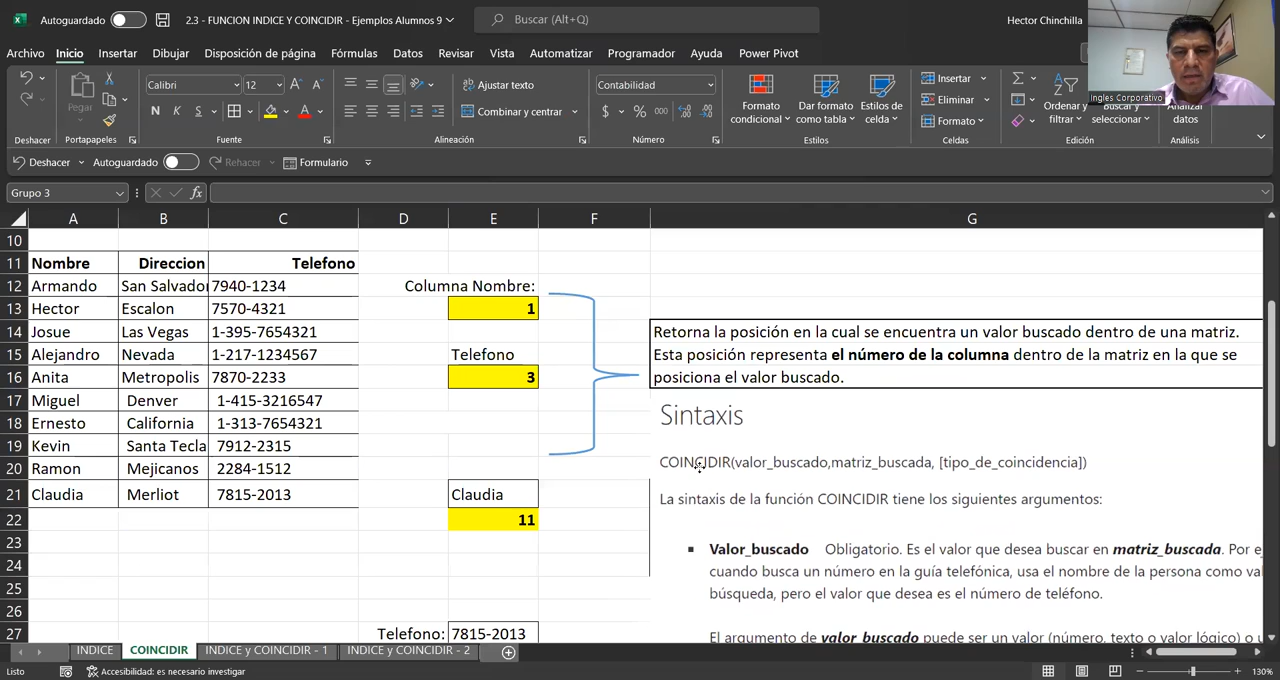 Autoguardado
2.3 - FUNCION INDICE Y COINCIDIR - Ejemplos Alumnos 9
Buscar (Alt+Q)
Hector Chinchilla
Archivo Inicio Insertar Dibujar Disposición de página Fórmulas Datos Revisar Vista Automatizar Programador Ayuda Power Pivot
Ingles Corporativo
Pegar
Calibri 12
N K S
Ajustar texto
Combinar y centrar
Contabilidad
$ % 000
Formato condicional
Dar formato como tabla
Estilos de celda
Insertar
Eliminar
Formato
Ordenar y filtrar
Buscar y seleccionar
Analizar datos
Deshacer Portapapeles Fuente Alineación Número Estilos Celdas Edición Análisis
Deshacer Autoguardado Rehacer Formulario
Grupo 3 fx
A B C D E F G
10
11 Nombre Direccion Telefono
12 Armando San Salvador 7940-1234 Columna Nombre:
13 Hector Escalon 7570-4321 1
14 Josue Las Vegas 1-395-7654321 Retorna la posición en la cual se encuentra un valor buscado dentro de una matriz.
15 Alejandro Nevada 1-217-1234567 Telefono Esta posición representa el número de la columna dentro de la matriz en la que se
16 Anita Metropolis 7870-2233 3 posiciona el valor buscado.
17 Miguel Denver 1-415-3216547 Sintaxis
18 Ernesto California 1-313-7654321
19 Kevin Santa Tecla 7912-2315
20 Ramon Mejicanos 2284-1512 COINCIDIR(valor_buscado,matriz_buscada, [tipo_de_coincidencia])
21 Claudia Merliot 7815-2013 Claudia La sintaxis de la función COINCIDIR tiene los siguientes argumentos:
22 11
23 ▪ Valor_buscado Obligatorio. Es el valor que desea buscar en matriz_buscada. Por ej
24 cuando busca un número en la guía telefónica, usa el nombre de la persona como val
25 búsqueda, pero el valor que desea es el número de teléfono.
26
27 Telefono: 7815-2013 El argumento de valor_buscado puede ser un valor (número, texto o valor lógico) o u
INDICE COINCIDIR INDICE y COINCIDIR - 1 INDICE y COINCIDIR - 2
Listo Accesibilidad: es necesario investigar 130%